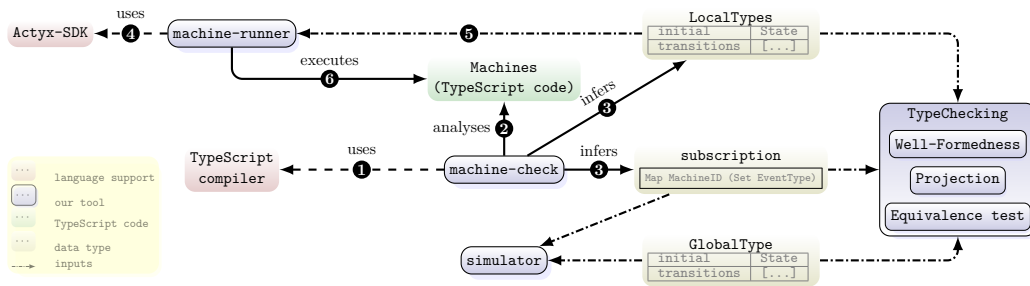 uses
LocalTypes
Actyx-SDK
4
machine-runner
5
initial State
transitions [...]
executes
6
Machines
(TypeScript code)
infers
3
TypeChecking
analyses
2
Well-Formedness
TypeScript
compiler
uses
1
machine-check
infers
3
subscription
Map MachineID (Set EventType)
Projection
Equivalence test
...
language support
...
our tool
...
TypeScript code
...
data type
inputs
simulator
GlobalType
initial State
transitions [...]